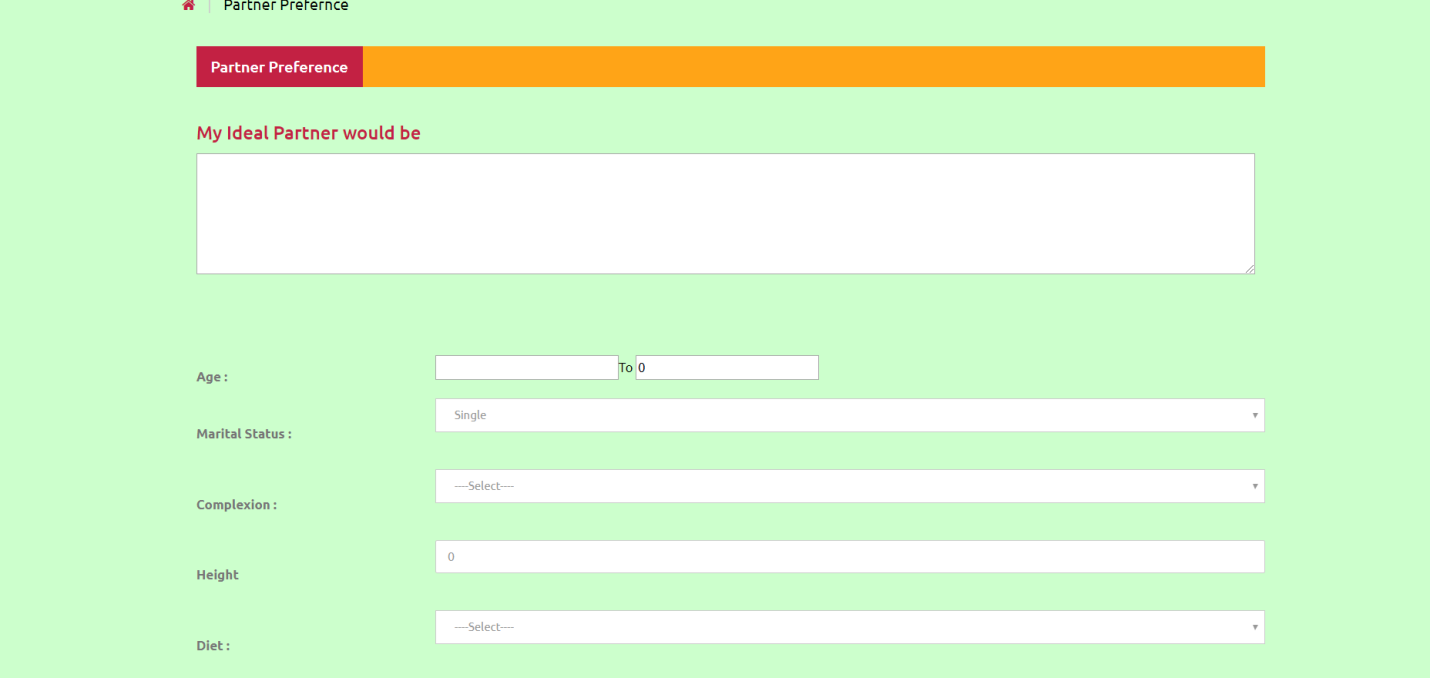 Partner Prefernce
Partner Preference
My Ideal Partner would be
Age :
To 0
Marital Status :
Single
Complexion :
----Select----
Height
0
Diet :
----Select----